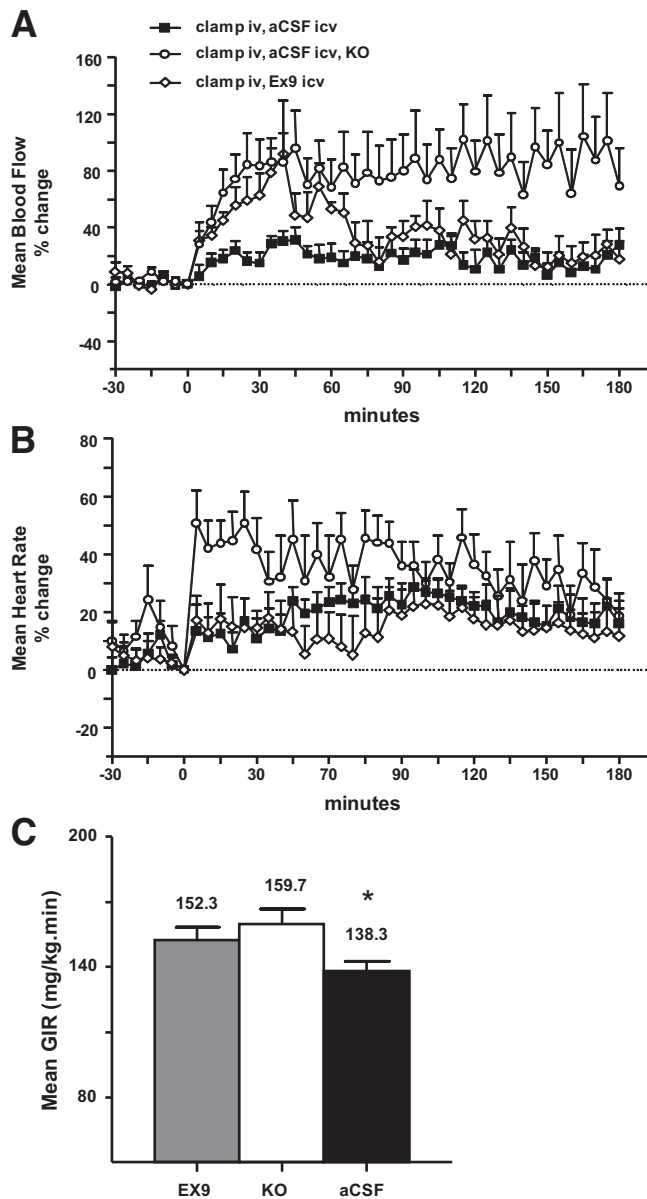 A
clamp iv, aCSF icv
clamp iv, aCSF icv, KO
clamp iv, Ex9 icv
Mean Blood Flow
% change
160
120
80
40
0
-40
-30 0 30 60 90 120 150 180
minutes
B
Mean Heart Rate
% change
80
60
40
20
0
-20
-30 0 30 70 90 120 150 180
minutes
C
Mean GIR (mg/kg.min)
200
140
80
152.3
159.7
*
138.3
EX9 KO aCSF